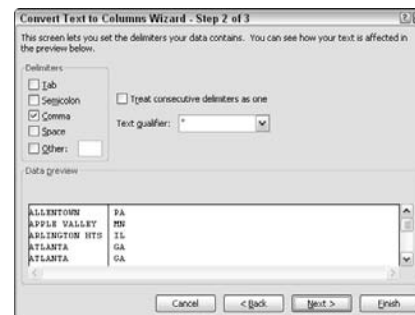 Convert Text to Columns Wizard - Step 2 of 3
This screen lets you set the delimiters your data contains. You can see how your text is affected in
the preview below.
Delimiters
Tab
Semicolon
Comma
Space
Other:
Treat consecutive delimiters as one
Text qualifier: "
Data preview
ALLENTOWN PA
APPLE VALLEY MN
ARLINGTON HTS IL
ATLANTA GA
ATLANTA GA
Cancel < Back Next > Finish